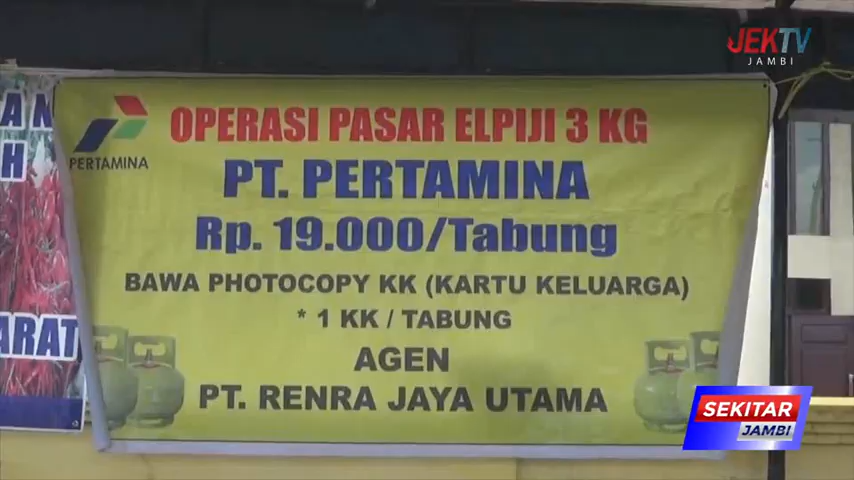 JEKTV
JAMBI
AN
H
ARAT
PERTAMINA
OPERASI PASAR ELPIJI 3 KG
PT. PERTAMINA
Rp. 19.000/Tabung
BAWA PHOTOCOPY KK (KARTU KELUARGA)
* 1 KK / TABUNG
AGEN
PT. RENRA JAYA UTAMA
SEKITAR
JAMBI